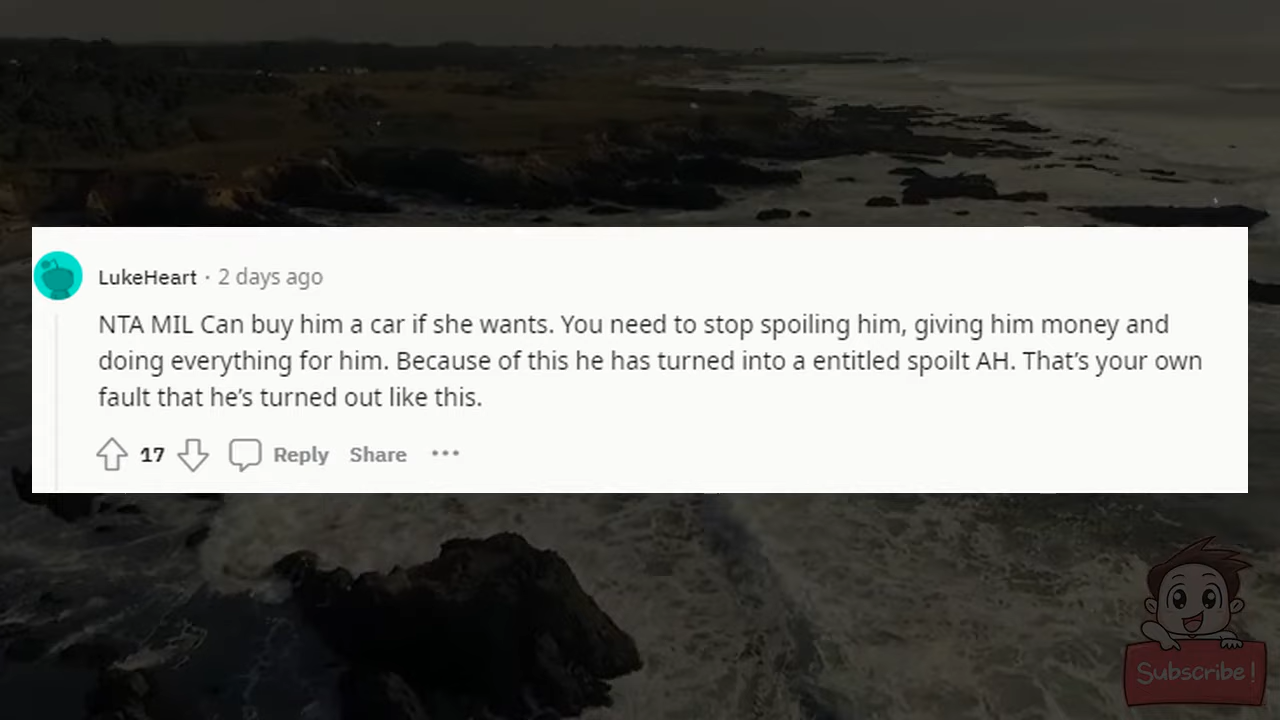 LukeHeart · 2 days ago
NTA MIL Can buy him a car if she wants. You need to stop spoiling him, giving him money and
doing everything for him. Because of this he has turned into a entitled spoilt AH. That’s your own
fault that he’s turned out like this.
17 Reply Share
Subscribe!